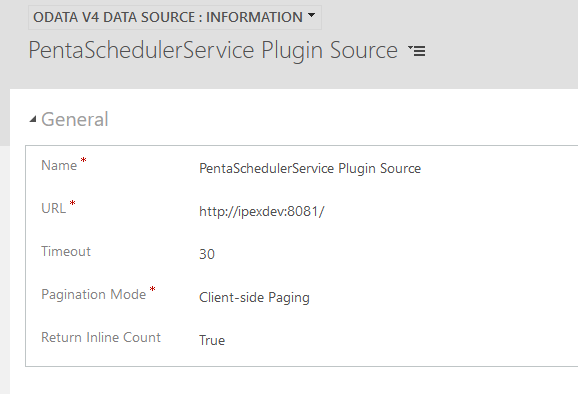 ODATA V4 DATA SOURCE : INFORMATION
PentaSchedulerService Plugin Source
General
Name * PentaSchedulerService Plugin Source
URL * http://ipexdev:8081/
Timeout 30
Pagination Mode * Client-side Paging
Return Inline Count True